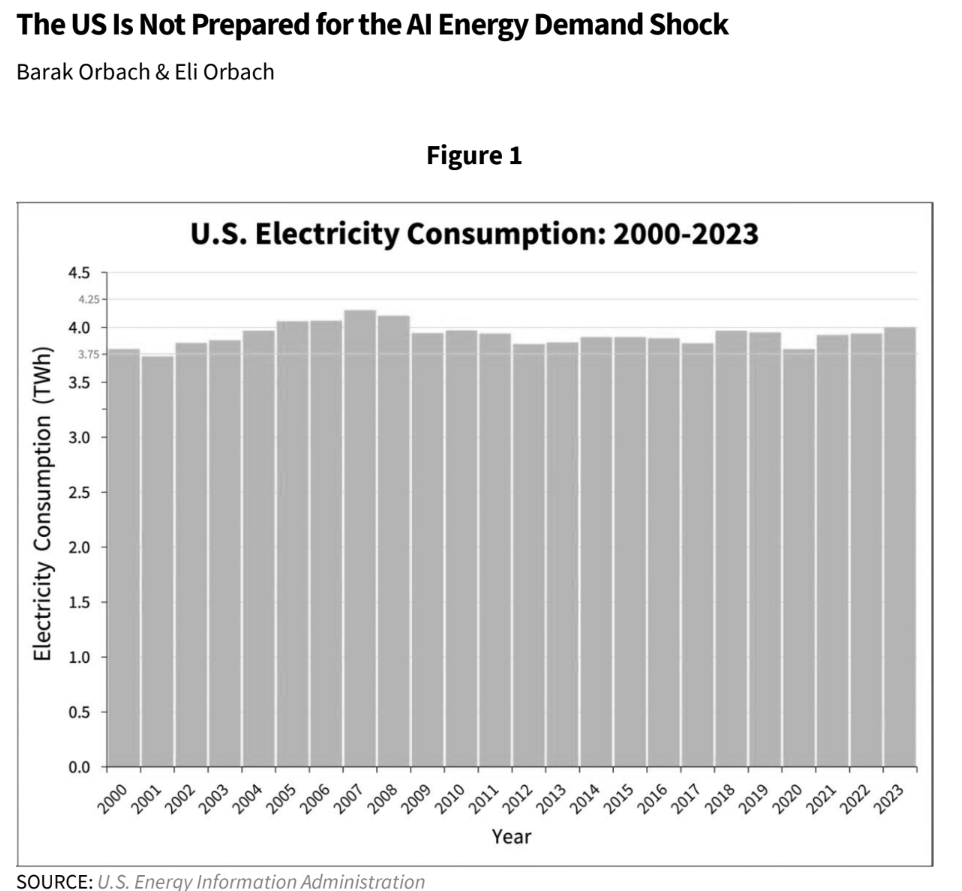 The US Is Not Prepared for the AI Energy Demand Shock
Barak Orbach & Eli Orbach
Figure 1
U.S. Electricity Consumption: 2000-2023
Electricity Consumption (TWh)
4.5
4.25
4.0
3.75
3.5
3.0
2.5
2.0
1.5
1.0
0.5
0.0
2000 2001 2002 2003 2004 2005 2006 2007 2008 2009 2010 2011 2012 2013 2014 2015 2016 2017 2018 2019 2020 2021 2022 2023
Year
SOURCE: U.S. Energy Information Administration